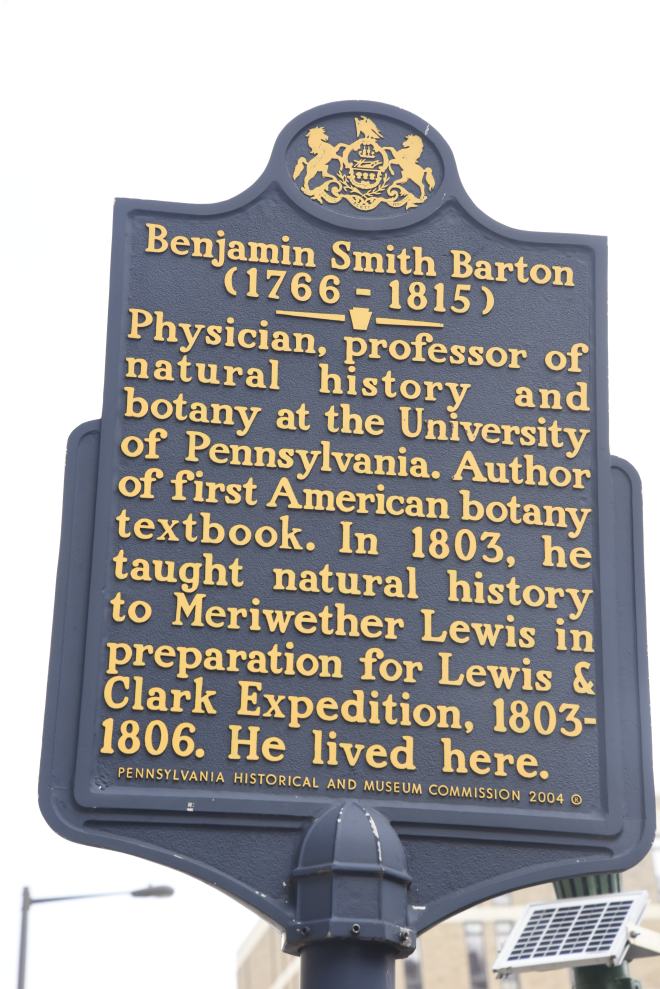 Benjamin Smith Barton
(1766 - 1815)
Physician, professor of
natural history and
botany at the University
of Pennsylvania. Author
of first American botany
textbook. In 1803, he
taught natural history
to Meriwether Lewis in
preparation for Lewis &
Clark Expedition, 1803-
1806. He lived here.
PENNSYLVANIA HISTORICAL AND MUSEUM COMMISSION 2004 ®